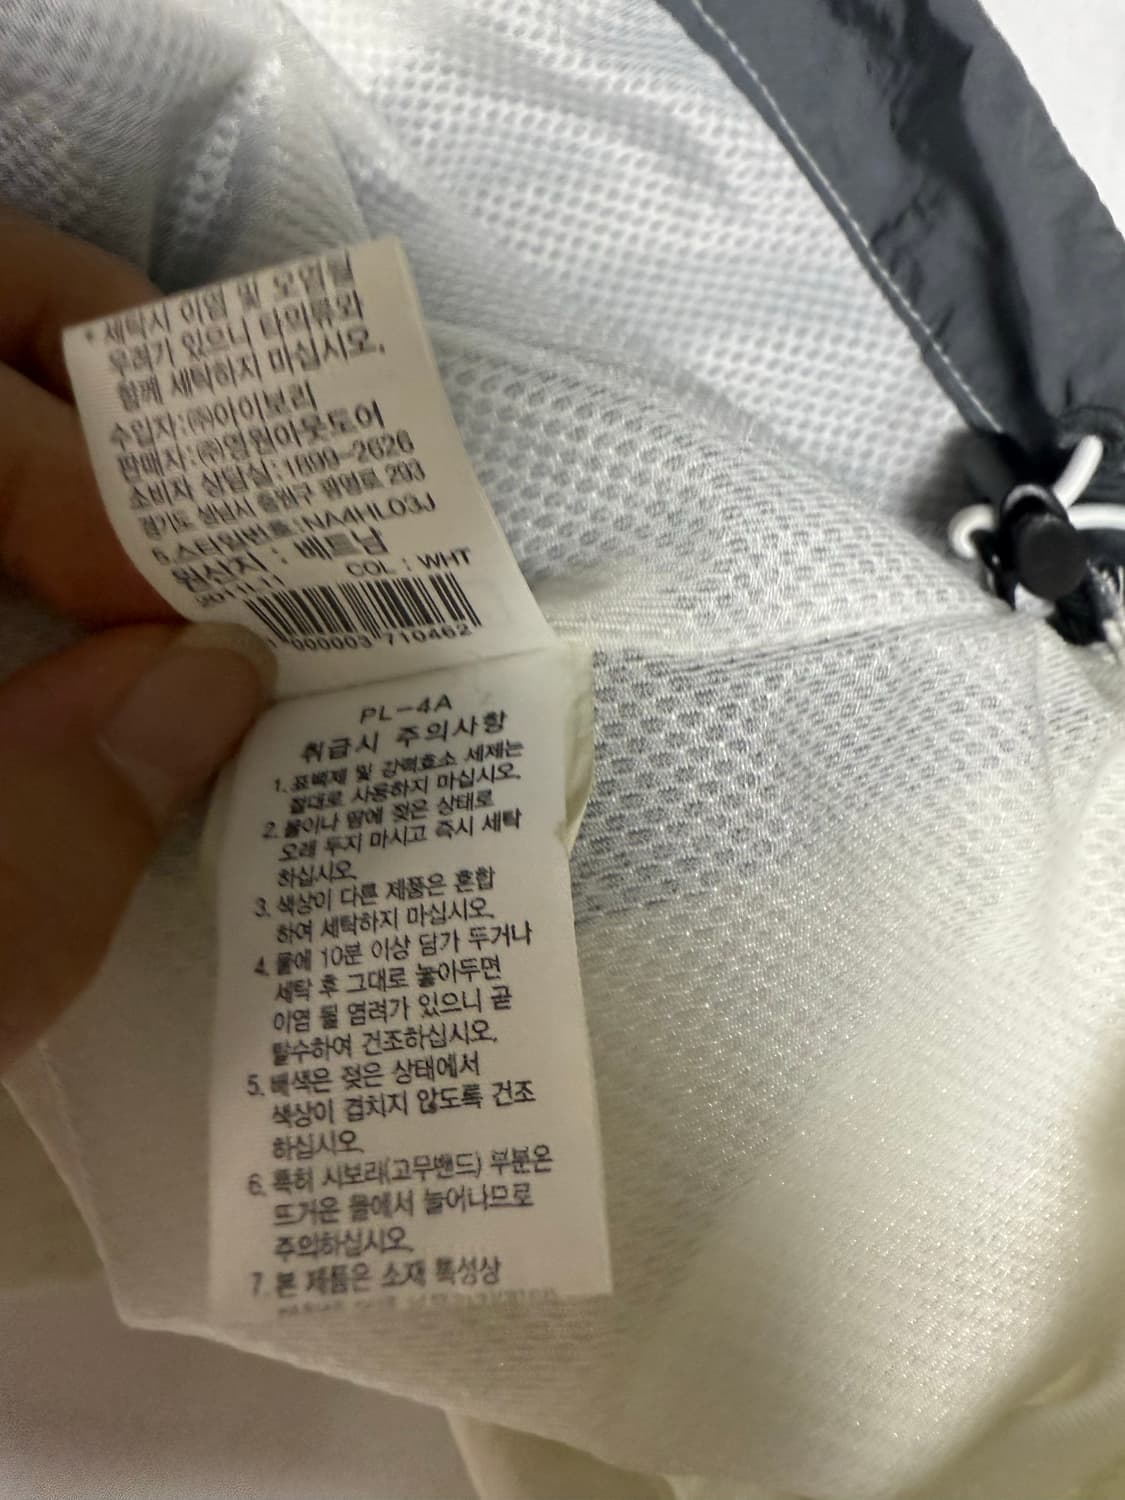 * 세탁시 이염 및 오염될
우려가 있으니 타의류와
함께 세탁하지 마십시오.
수입자:㈜아이보리
판매자:㈜영원아웃도어
소비자 상담실:1899-2626
경기도 성남시 중원구 광명로 293
5.스타일번호:NA4HL03J
원산지 : 베트남
2011.11 COL : WHT
1 000003 710462
PL-4A
취급시 주의사항
1. 표백제 및 강력효소 세제는
절대로 사용하지 마십시오.
2. 물이나 땀에 젖은 상태로
오래 두지 마시고 즉시 세탁
하십시오.
3. 색상이 다른 제품은 혼합
하여 세탁하지 마십시오.
4. 물에 10분 이상 담가 두거나
세탁 후 그대로 놓아두면
이염 될 염려가 있으니 곧
탈수하여 건조하십시오.
5. 배색은 젖은 상태에서
색상이 겹치지 않도록 건조
하십시오.
6. 특허 시보리(고무밴드) 부분은
뜨거운 물에서 늘어나므로
주의하십시오.
7. 본 제품은 소재 특성상